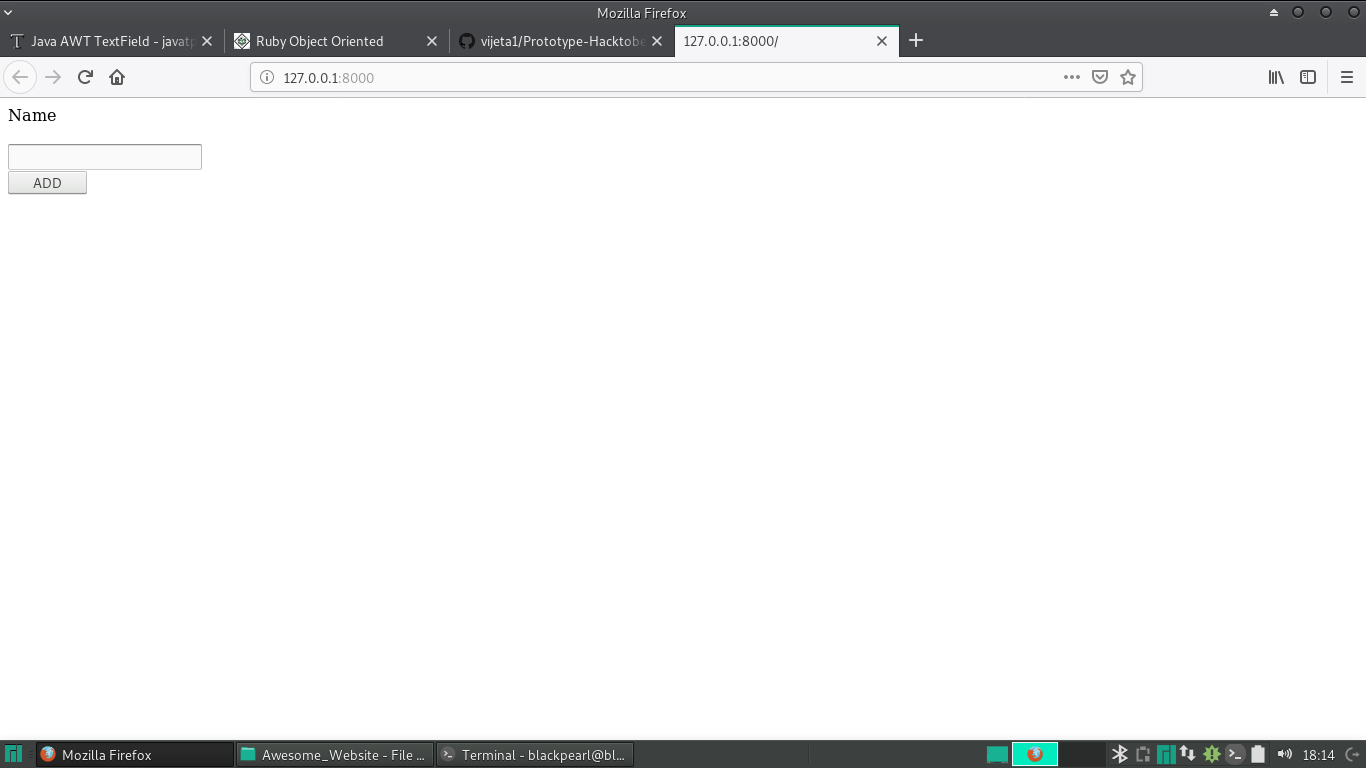 Mozilla Firefox
Java AWT TextField - javatp
Ruby Object Oriented
vijeta1/Prototype-Hacktobe
127.0.0.1:8000/
127.0.0.1:8000
Name
ADD
Mozilla Firefox
Awesome_Website - File ...
Terminal - blackpearl@bl...
18:14